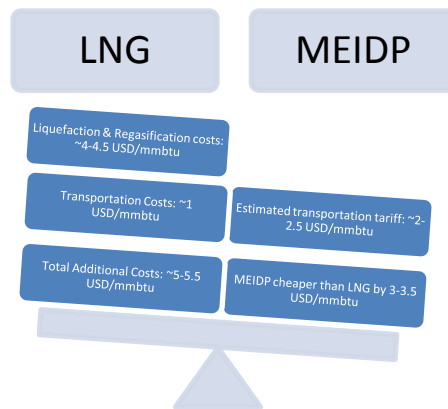 LNG
MEIDP
Liquefaction & Regasification costs:
~4-4.5 USD/mmbtu
Transportation Costs: ~1
USD/mmbtu
Estimated transportation tariff: ~2-
2.5 USD/mmbtu
Total Additional Costs: ~5-5.5
USD/mmbtu
MEIDP cheaper than LNG by 3-3.5
USD/mmbtu